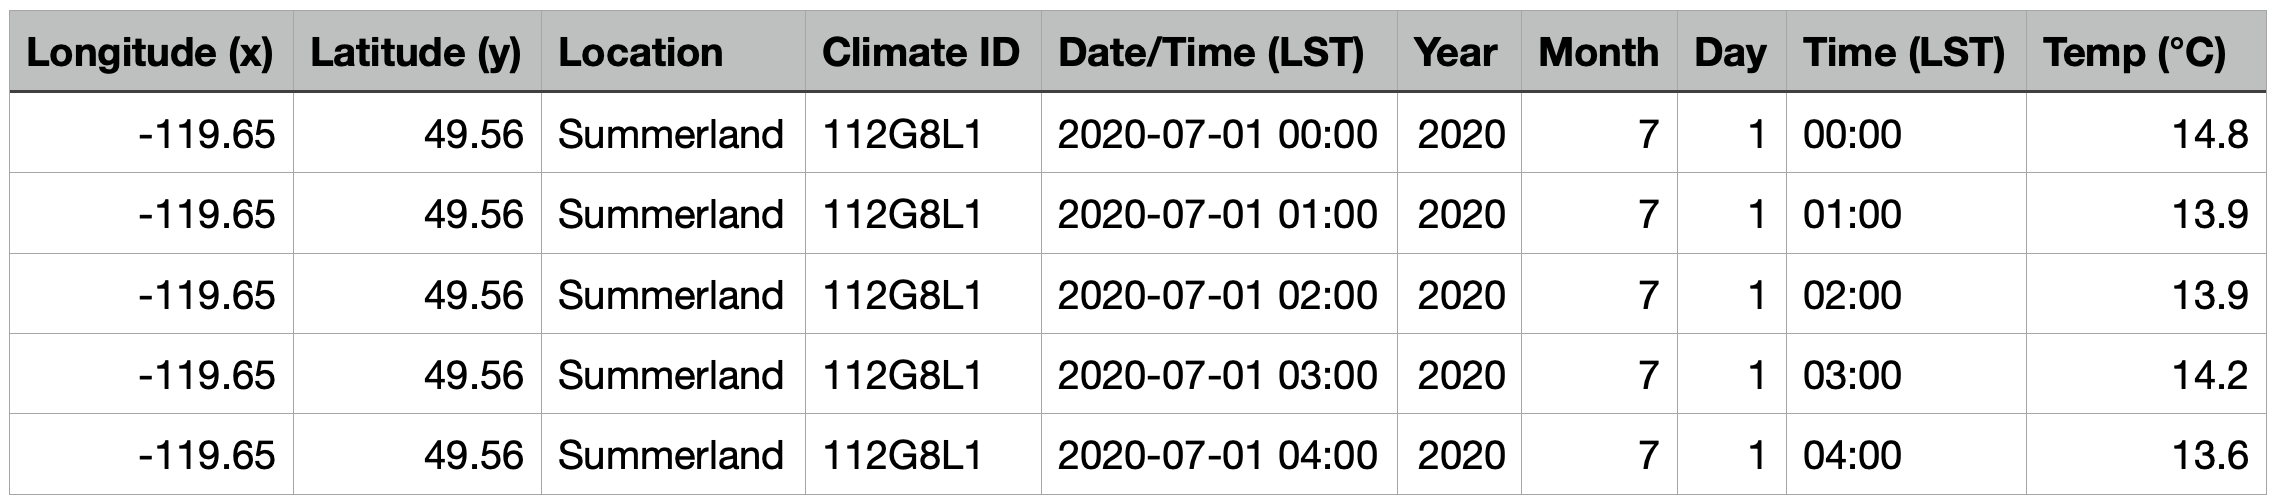 Longitude (x) Latitude (y) Location Climate ID Date/Time (LST) Year Month Day Time (LST) Temp (°C)
-119.65 49.56 Summerland 112G8L1 2020-07-01 00:00 2020 7 1 00:00 14.8
-119.65 49.56 Summerland 112G8L1 2020-07-01 01:00 2020 7 1 01:00 13.9
-119.65 49.56 Summerland 112G8L1 2020-07-01 02:00 2020 7 1 02:00 13.9
-119.65 49.56 Summerland 112G8L1 2020-07-01 03:00 2020 7 1 03:00 14.2
-119.65 49.56 Summerland 112G8L1 2020-07-01 04:00 2020 7 1 04:00 13.6